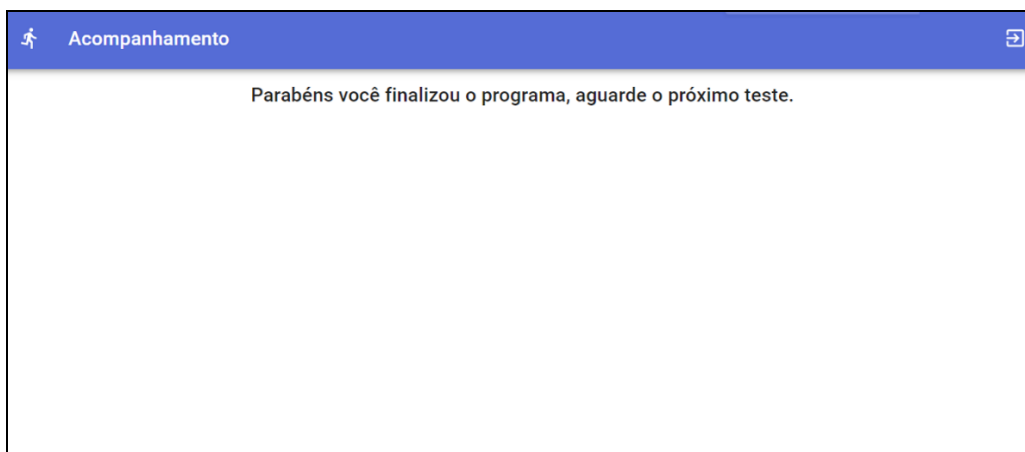 Acompanhamento
Parabéns você finalizou o programa, aguarde o próximo teste.